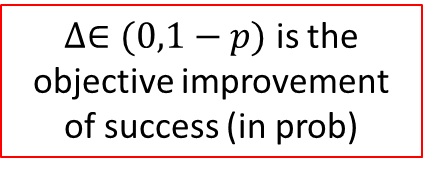 Δ∈ (0,1 − p) is the
objective improvement
of success (in prob)